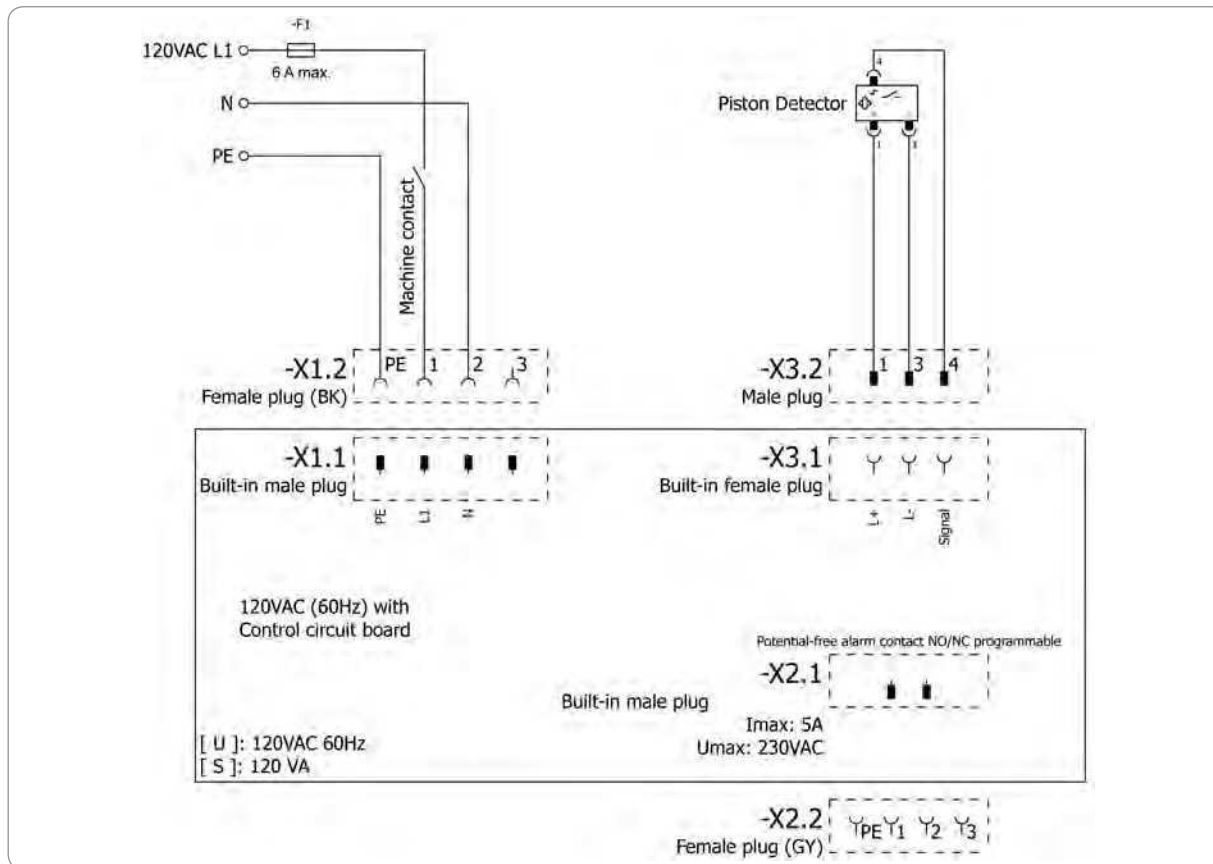 -F1
120VAC L1
6 A max.
N
PE
Machine contact
4
Piston Detector
1
-X1.2 PE 1 2 3
Female plug (BK)
-X3.2 1 3 4
Male plug
-X1.1
Built-in male plug
PE L1 N
-X3.1
Built-in female plug
L+ L- Signal
120VAC (60Hz) with
Control circuit board
Potential-free alarm contact NO/NC programmable
-X2.1
Built-in male plug
Imax: 5A
Umax: 230VAC
[ U ]: 120VAC 60Hz
[ S ]: 120 VA
-X2.2 PE 1 2 3
Female plug (GY)